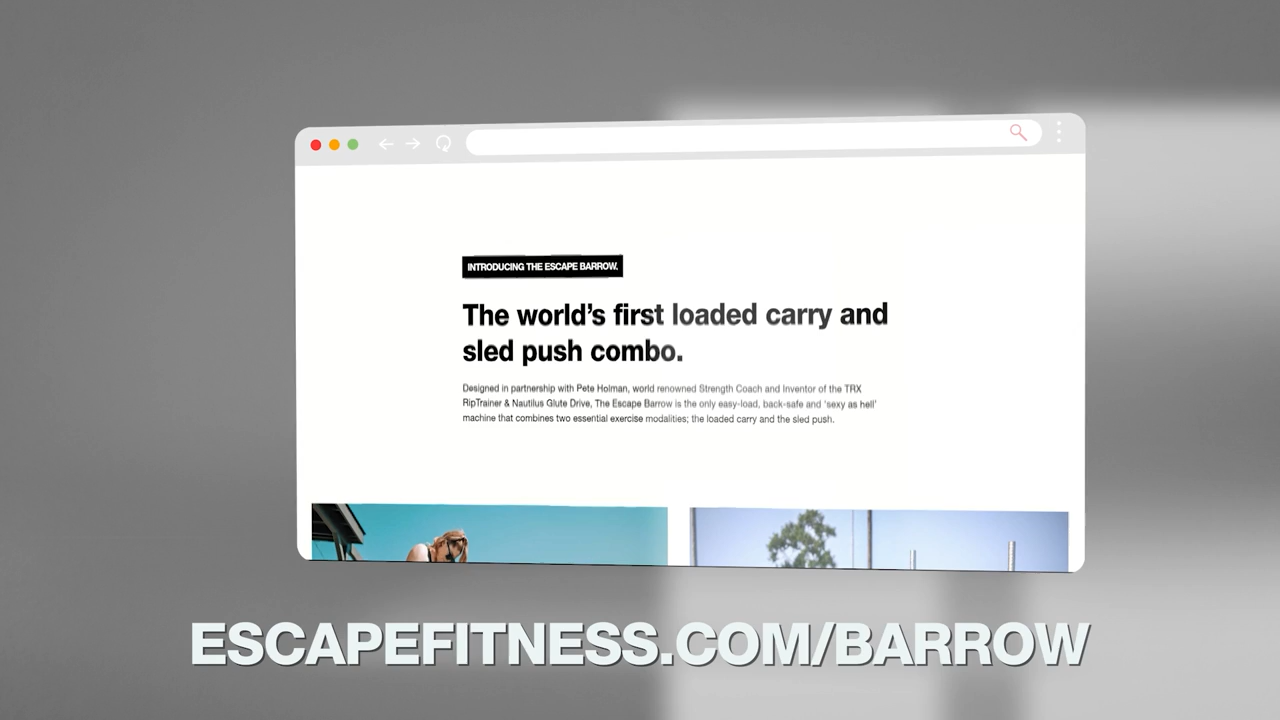 INTRODUCING THE ESCAPE BARROW.
The world's first loaded carry and
sled push combo.
Designed in partnership with Pete Holman, world renowned Strength Coach and Inventor of the TRX
RipTrainer & Nautilus Glute Drive, The Escape Barrow is the only easy-load, back-safe and 'sexy as hell'
machine that combines two essential exercise modalities; the loaded carry and the sled push.
ESCAPEFITNESS.COM/BARROW